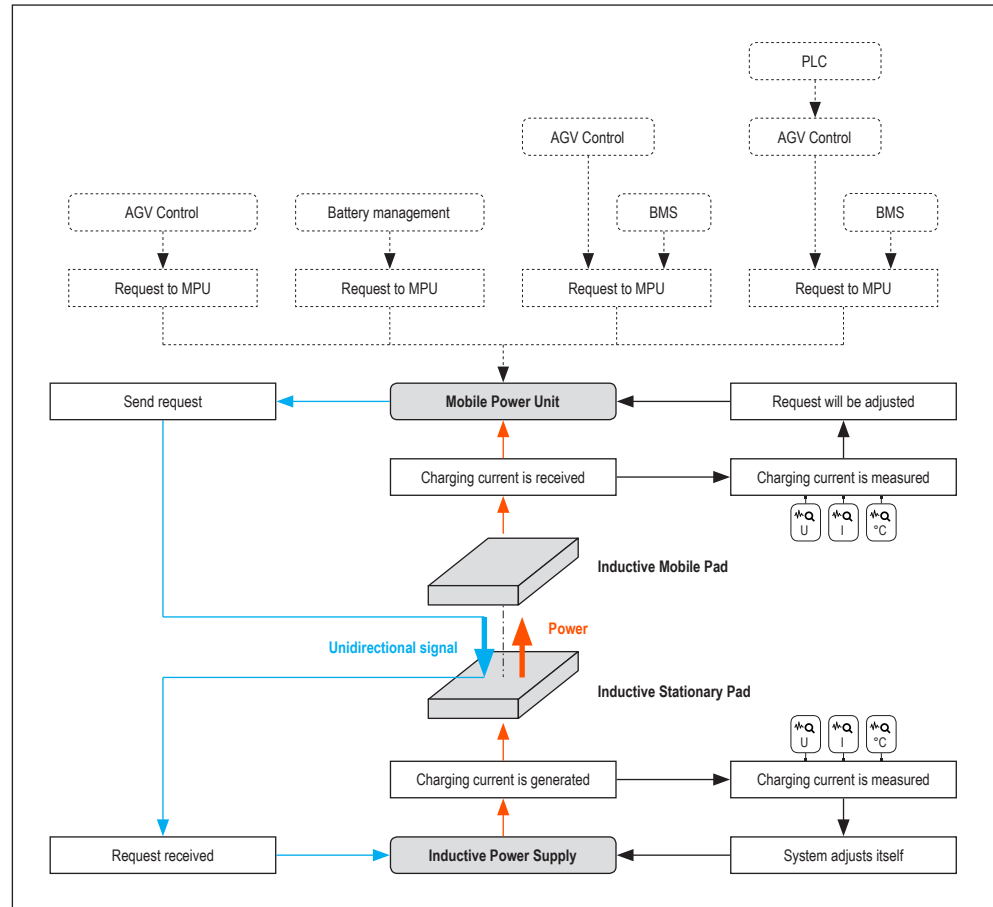 PLC
AGV Control
AGV Control
AGV Control
Battery management
BMS
BMS
Request to MPU
Request to MPU
Request to MPU
Request to MPU
Send request
Mobile Power Unit
Request will be adjusted
Charging current is received
Charging current is measured
U
I
°C
Inductive Mobile Pad
Power
Unidirectional signal
Inductive Stationary Pad
U
I
°C
Charging current is generated
Charging current is measured
Request received
Inductive Power Supply
System adjusts itself